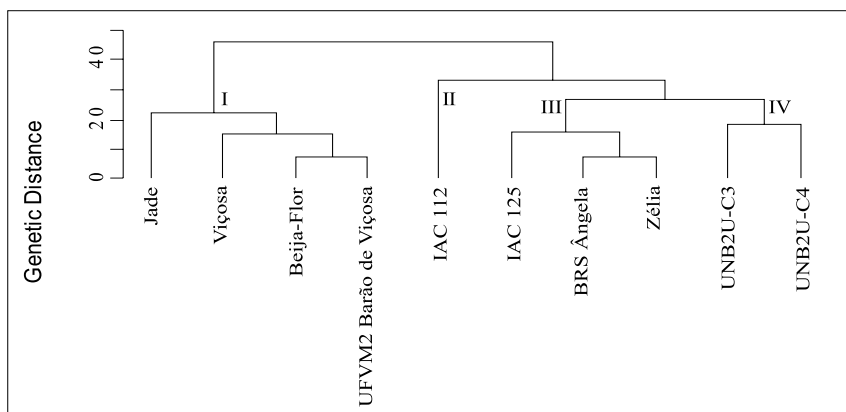 Genetic Distance
40
20
0
I
II
III
IV
Jade
Viçosa
Beija-Flor
UFVM2 Barão de Viçosa
IAC 112
IAC 125
BRS Ângela
Zélia
UNB2U-C3
UNB2U-C4